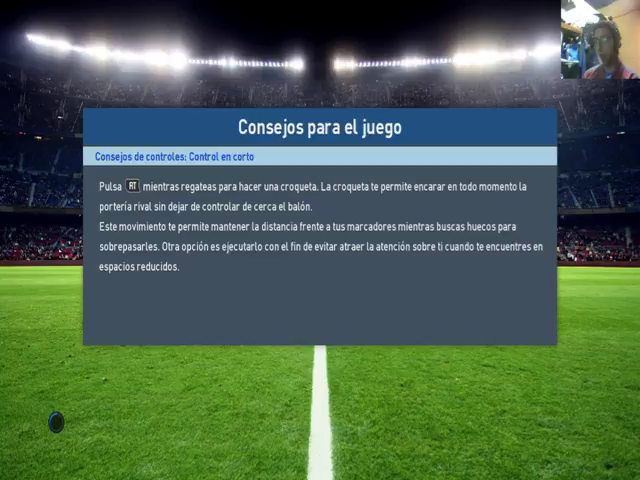 Consejos para el juego
Consejos de controles: Control en corto
Pulsa RT mientras regateas para hacer una croqueta. La croqueta te permite encarar en todo momento la
portería rival sin dejar de controlar de cerca el balón.
Este movimiento te permite mantener la distancia frente a tus marcadores mientras buscas huecos para
sobrepasarles. Otra opción es ejecutarlo con el fin de evitar atraer la atención sobre ti cuando te encuentres en
espacios reducidos.